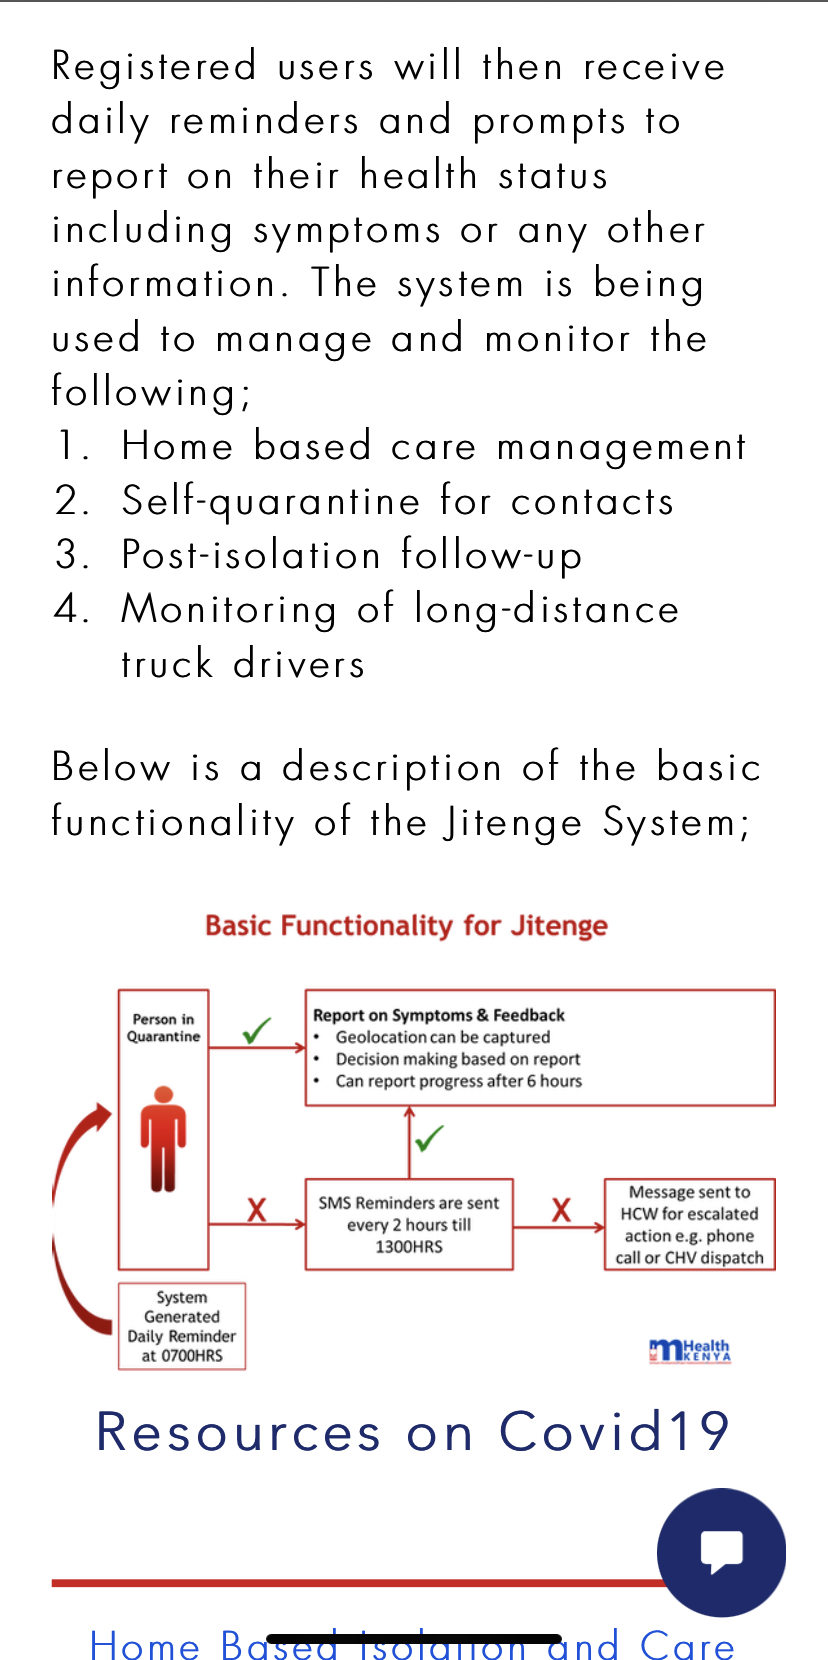 Registered users will then receive
daily reminders and prompts to
report on their health status
including symptoms or any other
information. The system is being
used to manage and monitor the
following;
1. Home based care management
2. Self-quarantine for contacts
3. Post-isolation follow-up
4. Monitoring of long-distance
truck drivers
Below is a description of the basic
functionality of the Jitenge System;
Basic Functionality for Jitenge
Person in
Quarantine
Report on Symptoms & Feedback
• Geolocation can be captured
• Decision making based on report
• Can report progress after 6 hours
X
SMS Reminders are sent
every 2 hours till
1300HRS
X
Message sent to
HCW for escalated
action e.g. phone
call or CHV dispatch
System
Generated
Daily Reminder
at 0700HRS
mHealth
KENYA
Resources on Covid19
Home Based Isolation and Care